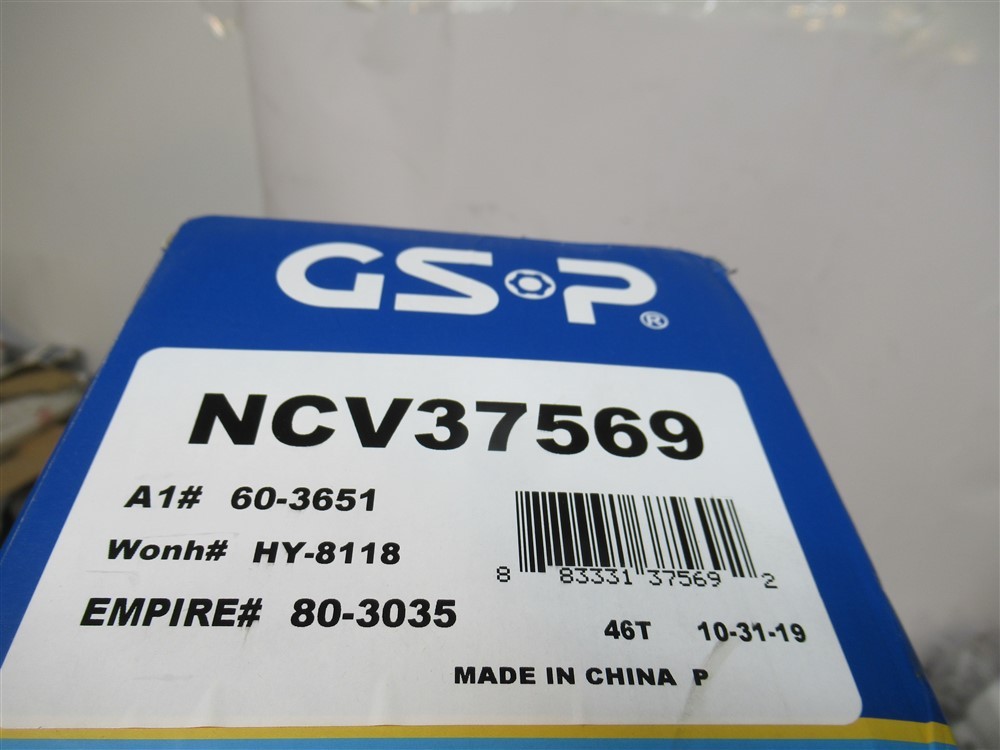 GSP®
NCV37569
A1# 60-3651
Wonh# HY-8118
EMPIRE# 80-3035
8 83331 37569 2
46T 10-31-19
MADE IN CHINA P